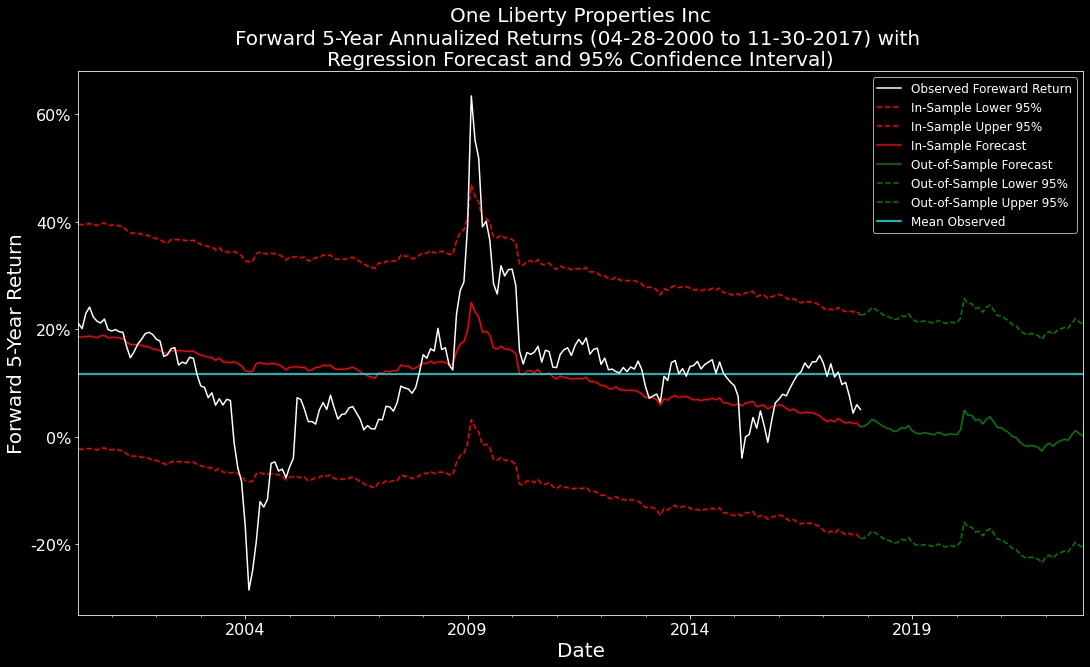 One Liberty Properties Inc
Forward 5-Year Annualized Returns (04-28-2000 to 11-30-2017) with
Regression Forecast and 95% Confidence Interval)
Observed Foreward Return
In-Sample Lower 95%
In-Sample Upper 95%
In-Sample Forecast
Out-of-Sample Forecast
Out-of-Sample Lower 95%
Out-of-Sample Upper 95%
Mean Observed
Forward 5-Year Return
60%
40%
20%
0%
-20%
2004
2009
2014
2019
Date